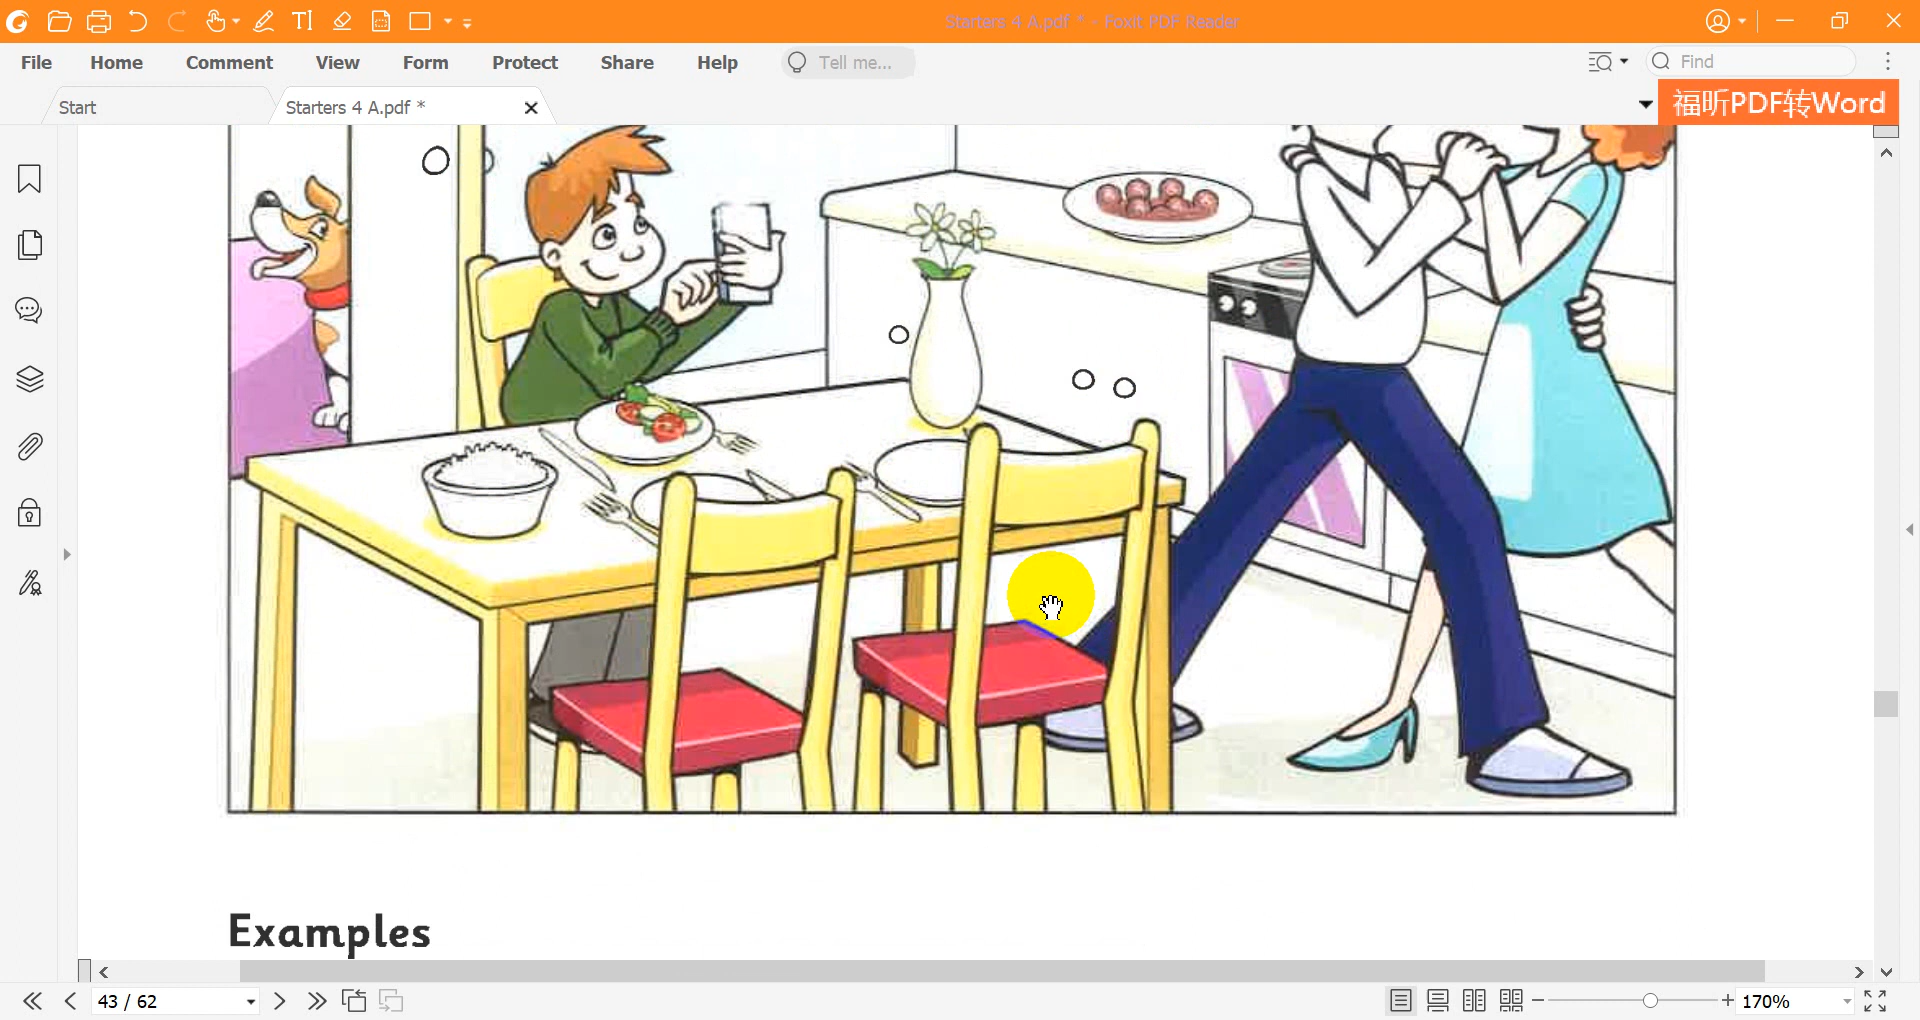 Starters 4 A.pdf * - Foxit PDF Reader
File Home Comment View Form Protect Share Help Tell me... Find
Start Starters 4 A.pdf * 福昕PDF转Word
Examples
43 / 62 170%